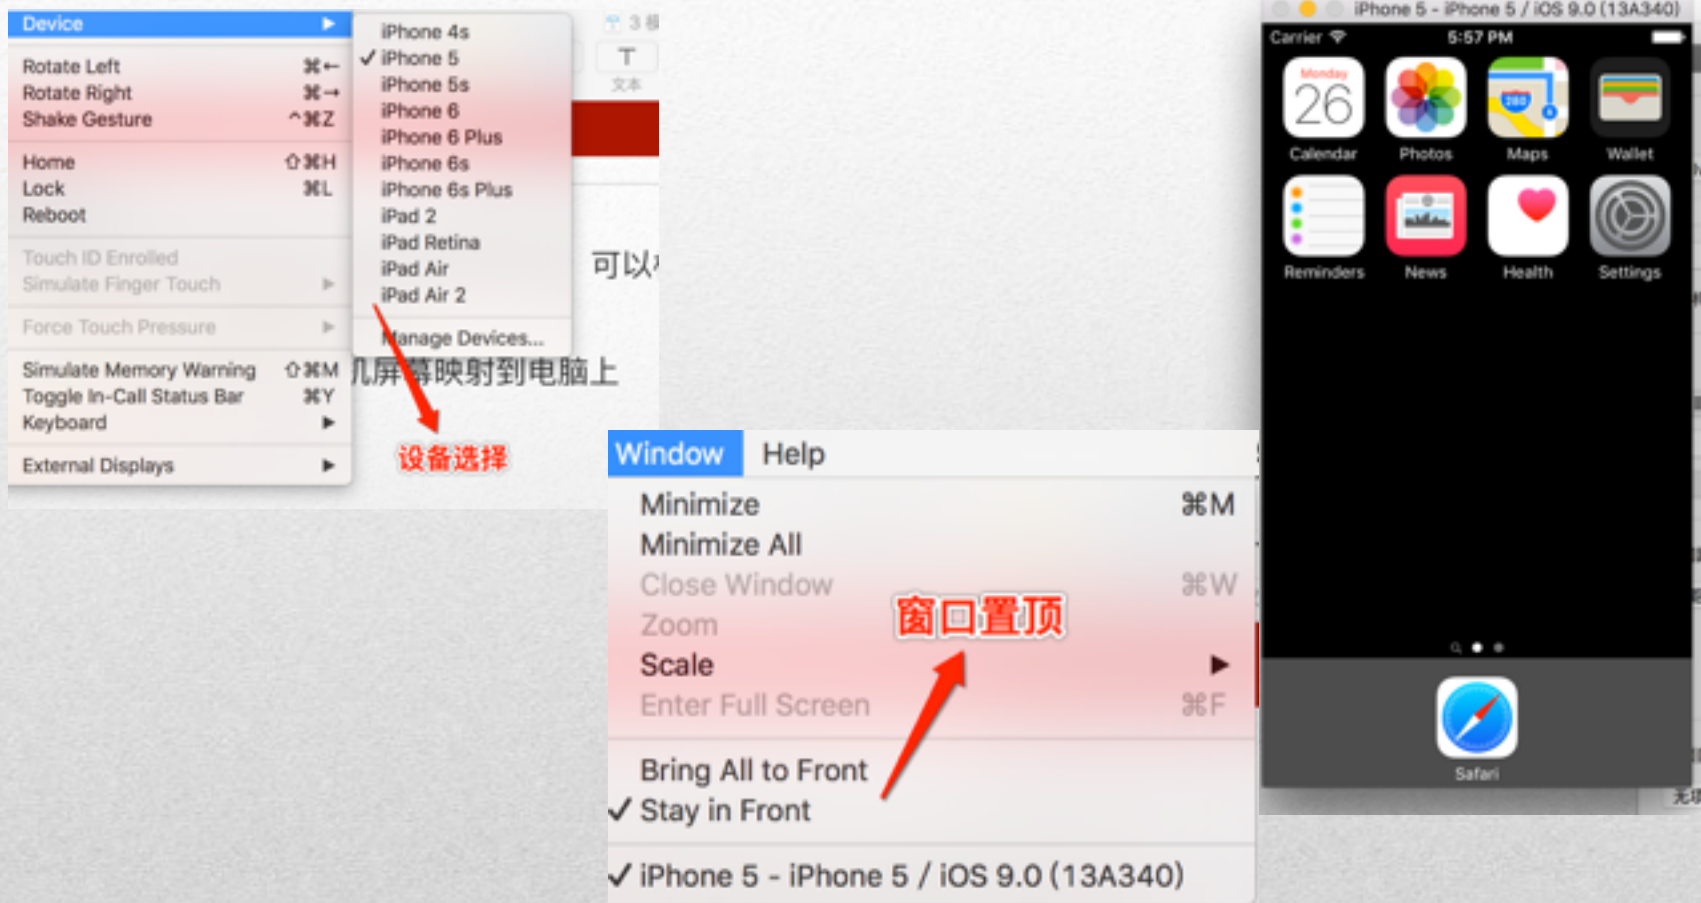 Device ▶
Rotate Left ⌘←
Rotate Right ⌘→
Shake Gesture ^⌘Z
Home ⇧⌘H
Lock ⌘L
Reboot
Touch ID Enrolled
Simulate Finger Touch ▶
Force Touch Pressure ▶
Simulate Memory Warning ⇧⌘M
Toggle In-Call Status Bar ⌘Y
Keyboard ▶
External Displays ▶
iPhone 4s
✓ iPhone 5
iPhone 5s
iPhone 6
iPhone 6 Plus
iPhone 6s
iPhone 6s Plus
iPad 2
iPad Retina
iPad Air
iPad Air 2
Manage Devices...
3
T
文本
可以
屏幕映射到电脑上
设备选择
Window Help
Minimize ⌘M
Minimize All
Close Window ⌘W
Zoom
Scale ▶
Enter Full Screen ⌘F
Bring All to Front
✓ Stay in Front
✓ iPhone 5 - iPhone 5 / iOS 9.0 (13A340)
窗口置顶
iPhone 5 - iPhone 5 / iOS 9.0 (13A340)
Carrier 5:57 PM
Monday
26
280
Calendar Photos Maps Wallet
Reminders News Health Settings
Safari
无